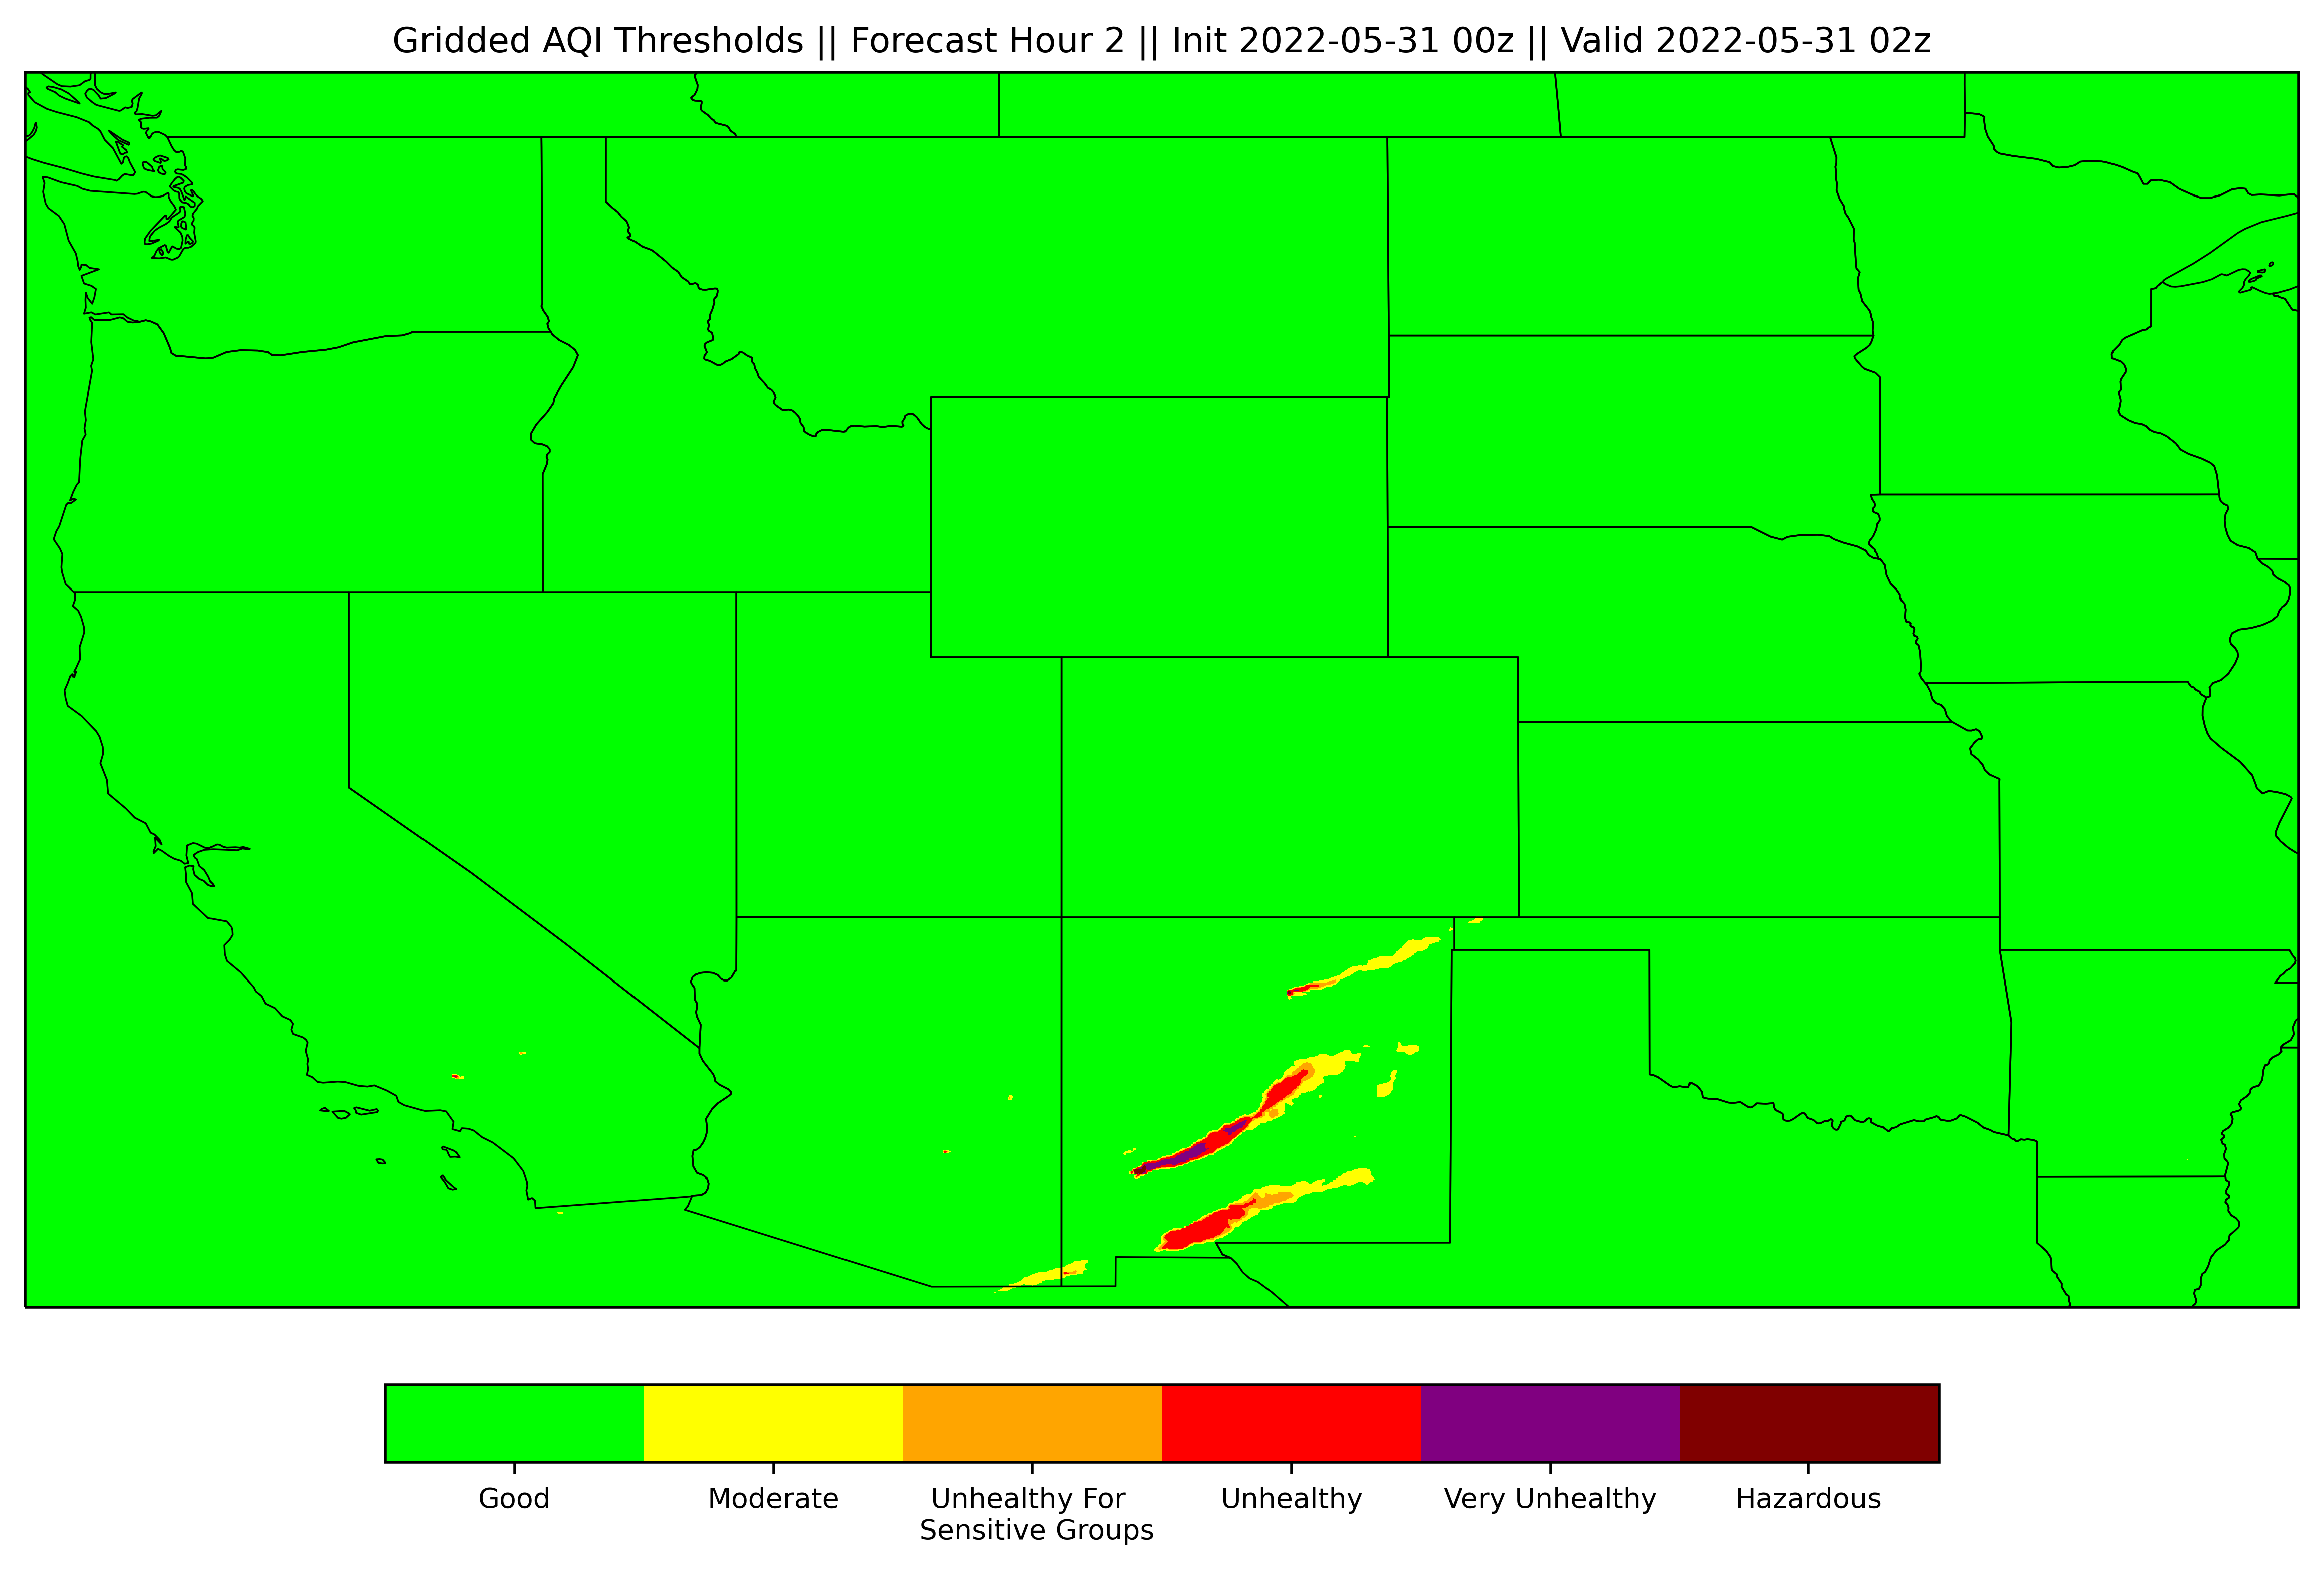 Gridded AQI Thresholds || Forecast Hour 2 || Init 2022-05-31 00z || Valid 2022-05-31 02z
Good
Moderate
Unhealthy For
Sensitive Groups
Unhealthy
Very Unhealthy
Hazardous